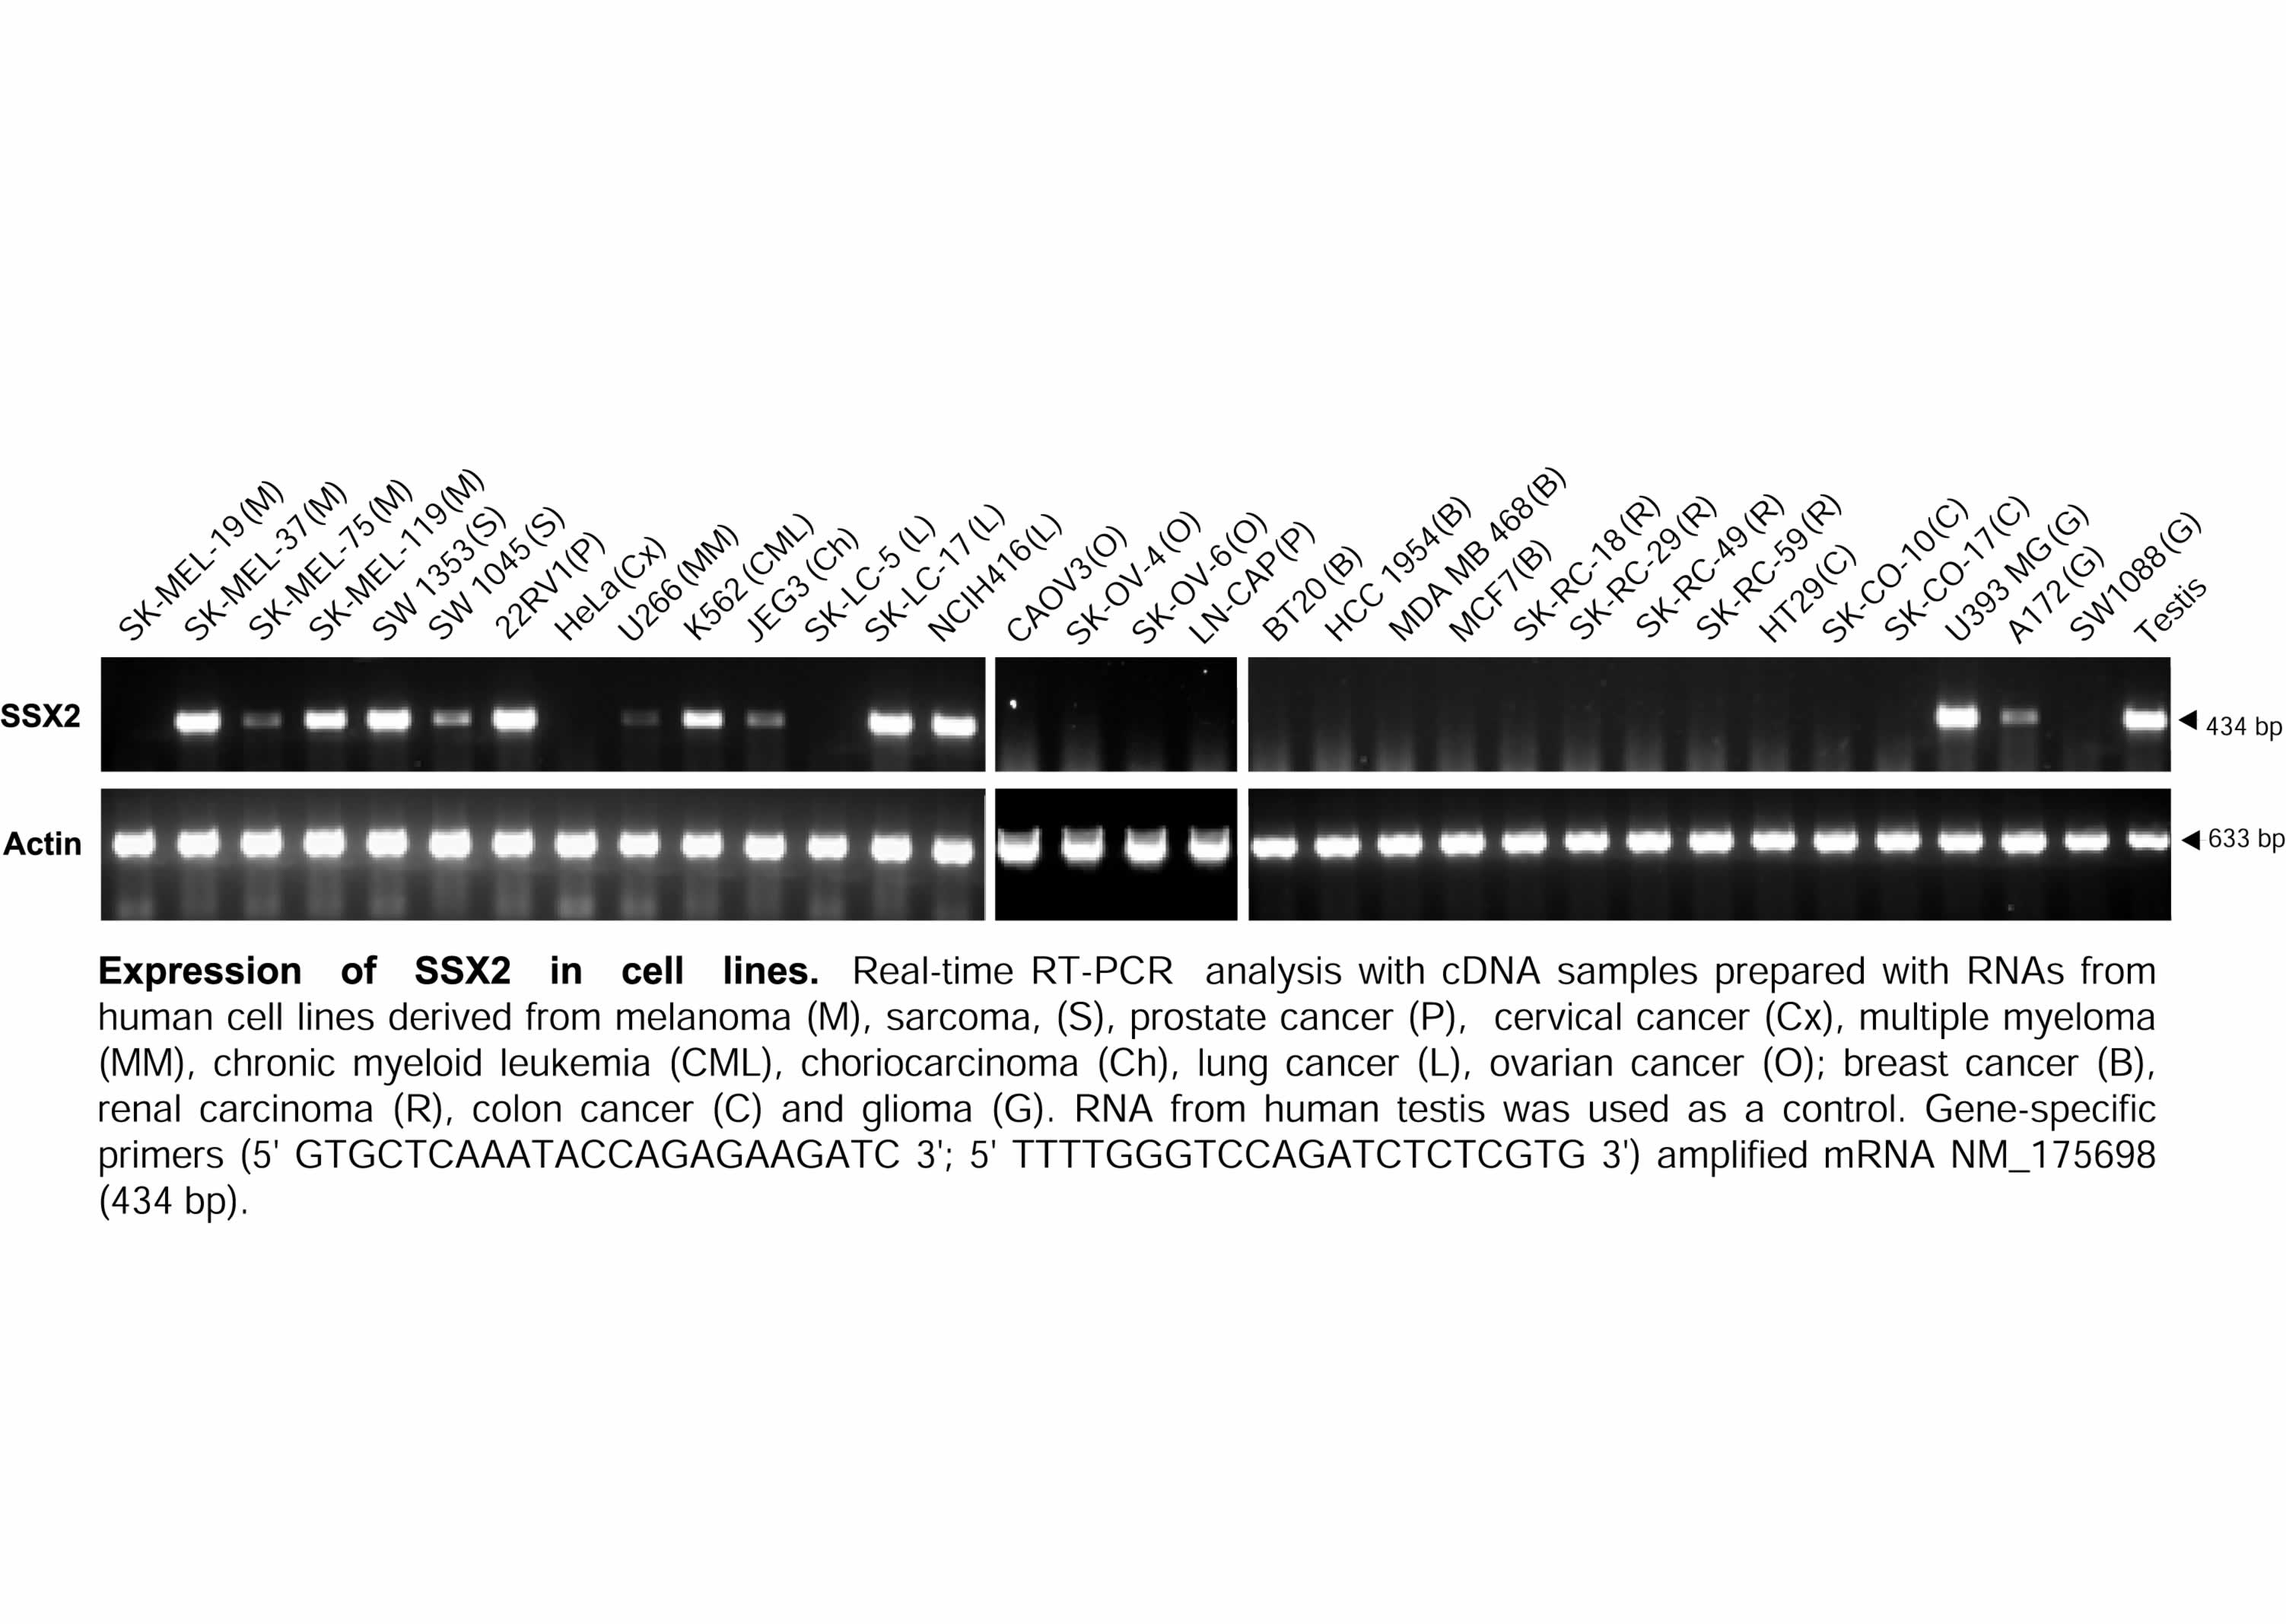 SK-MEL-19(M)
SK-MEL-37(M)
SK-MEL-75(M)
SK-MEL-119(M)
SW 1353(S)
SW 1045(S)
22RV1(P)
HeLa(Cx)
U266(MM)
K562(CML)
JEG3(Ch)
SK-LC-5(L)
SK-LC-17(L)
NCIH416(L)
CAOV3(O)
SK-OV-4(O)
SK-OV-6(O)
LN-CAP(P)
BT20(B)
HCC 1954(B)
MDA MB 468(B)
MCF7(B)
SK-RC-18(R)
SK-RC-29(R)
SK-RC-49(R)
SK-RC-59(R)
HT29(C)
SK-CO-10(C)
SK-CO-17(C)
U393 MG(G)
A172(G)
SW1088(G)
Testis
SSX2
434 bp
Actin
633 bp
Expression of SSX2 in cell lines. Real-time RT-PCR analysis with cDNA samples prepared with RNAs from
human cell lines derived from melanoma (M), sarcoma, (S), prostate cancer (P), cervical cancer (Cx), multiple myeloma
(MM), chronic myeloid leukemia (CML), choriocarcinoma (Ch), lung cancer (L), ovarian cancer (O); breast cancer (B),
renal carcinoma (R), colon cancer (C) and glioma (G). RNA from human testis was used as a control. Gene-specific
primers (5' GTGCTCAAATACCAGAGAAGATC 3'; 5' TTTTGGGTCCAGATCTCTCGTG 3') amplified mRNA NM_175698
(434 bp).